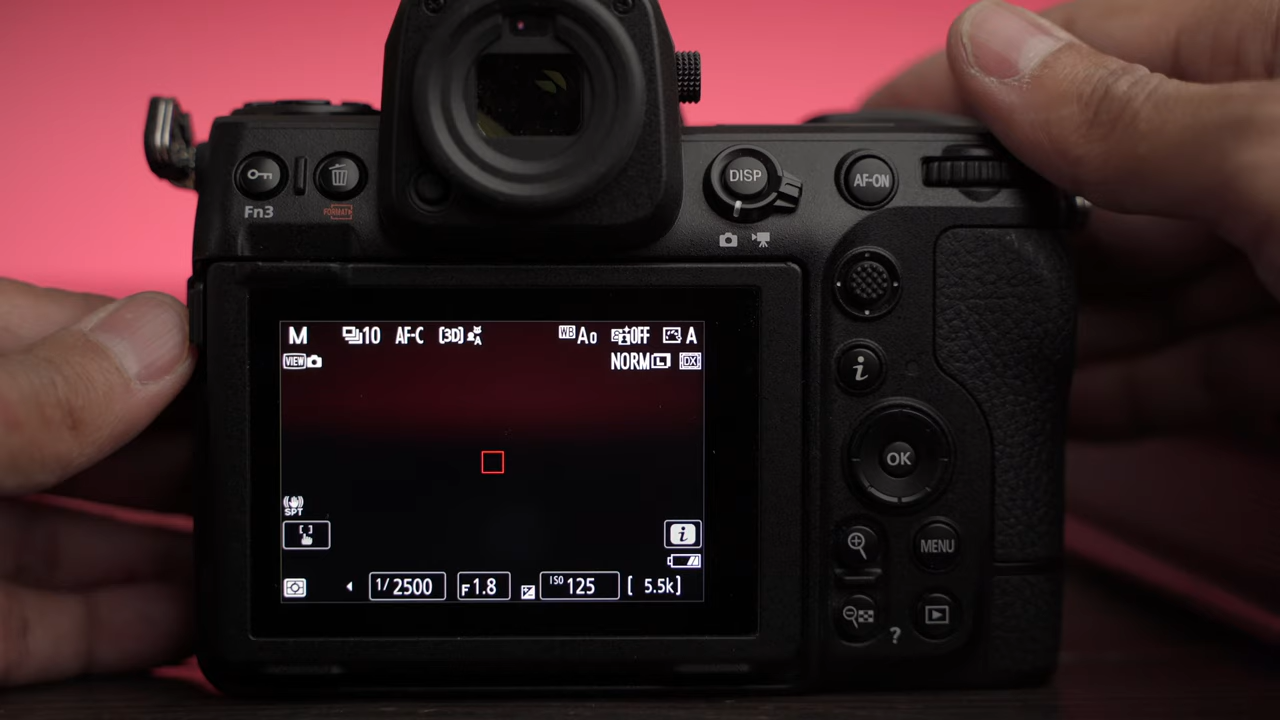 DISP
AF-ON
Fn3
FORMAT
M 10 AF-C [3D] A WB A0 OFF A
VIEW NORM L DX
i
OK
SPT
i
MENU
1/2500 F1.8 ISO 125 [ 5.5k]
?